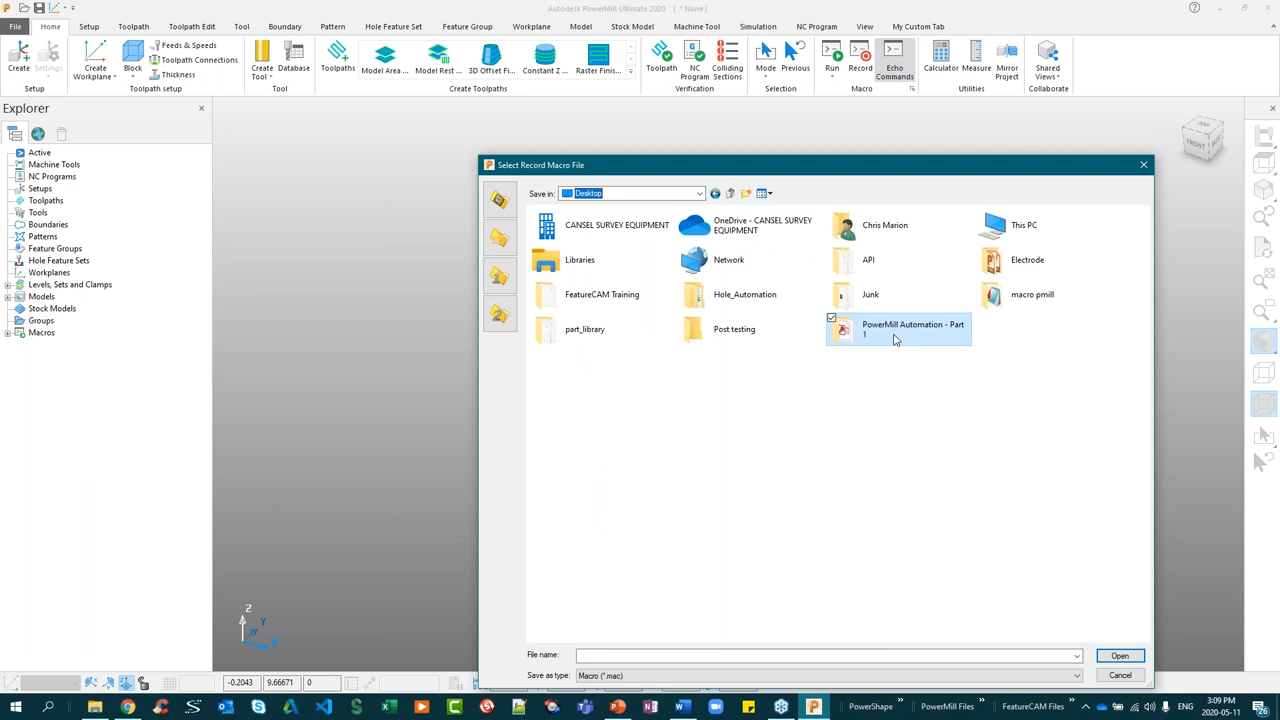 Autodesk PowerMill Ultimate 2020 [ * None ]
File Home Setup Toolpath Toolpath Edit Tool Boundary Pattern Hole Feature Set Feature Group Workplane Model Stock Model Machine Tool Simulation NC Program View My Custom Tab
Create
Settings
Setup
Create
Workplane
Block
Feeds & Speeds
Toolpath Connections
Thickness
Toolpath setup
Create
Tool
Database
Tool
Toolpaths
Model Area ...
Model Rest ...
3D Offset Fi...
Constant Z ...
Raster Finis...
Create Toolpaths
Toolpath
NC
Program
Colliding
Sections
Verification
Mode
Previous
Selection
Run
Record
Echo
Commands
Macro
Calculator
Measure
Mirror
Project
Utilities
Shared
Views
Collaborate
Explorer
Active
Machine Tools
NC Programs
Setups
Toolpaths
Tools
Boundaries
Patterns
Feature Groups
Hole Feature Sets
Workplanes
Levels, Sets and Clamps
Models
Stock Models
Groups
Macros
TOP
FRONT
Select Record Macro File
Save in: Desktop
CANSEL SURVEY EQUIPMENT
OneDrive - CANSEL SURVEY
EQUIPMENT
Chris Marion
This PC
Libraries
Network
API
Electrode
FeatureCAM Training
Hole_Automation
Junk
macro pmill
part_library
Post testing
PowerMill Automation - Part
1
File name:
Open
Save as type: Macro (*.mac)
Cancel
Z
Y
X
-0.2043 9.66671 0
PowerShape
PowerMill Files
FeatureCAM Files
ENG
3:09 PM
2020-05-11
26